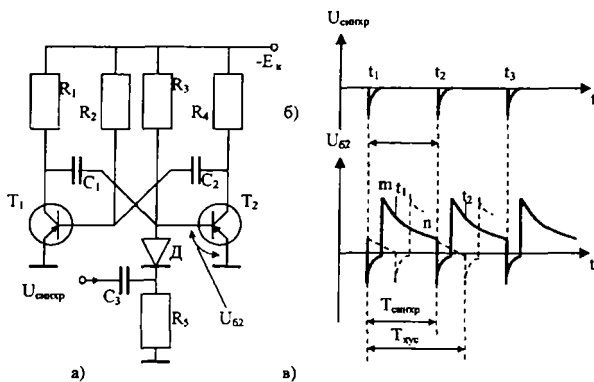 -Eк
R1
R2
R3
R4
C1
C2
T1
T2
Д
Uсинхр
C3
R5
Uб2
а)
б)
Uсинхр
t1
t2
t3
t
Uб2
m
t1
n
t2
t
Tсинхр
Tхус
в)